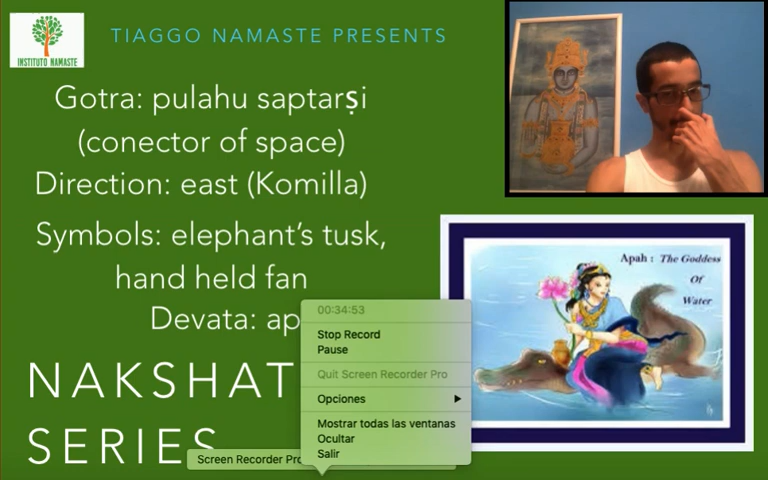 INSTITUTO NAMASTE
TIAGGO NAMASTE PRESENTS
Gotra: pulahu saptarṣi
(conector of space)
Direction: east (Komilla)
Symbols: elephant's tusk,
hand held fan
Devata: ap
NAKSHAT
SERIES
Apah : The Goddess
Of
Water
00:34:53
Stop Record
Pause
Quit Screen Recorder Pro
Opciones
Mostrar todas las ventanas
Ocultar
Salir
Screen Recorder Pro